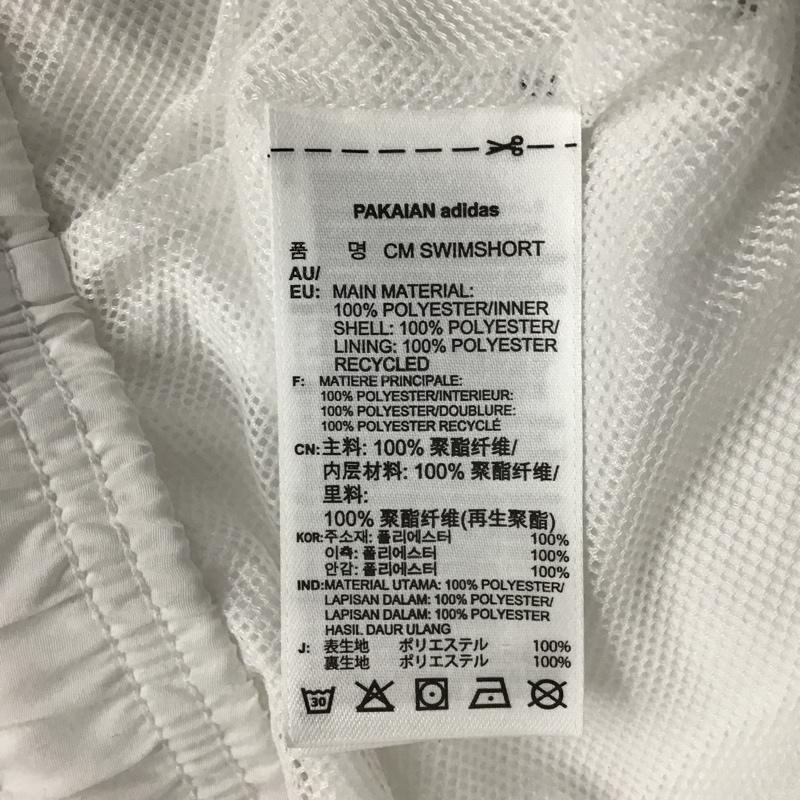 PAKAIAN adidas
품 명 CM SWIMSHORT
AU/
EU: MAIN MATERIAL:
100% POLYESTER/INNER
SHELL: 100% POLYESTER/
LINING: 100% POLYESTER
RECYCLED
F: MATIERE PRINCIPALE:
100% POLYESTER/INTERIEUR:
100% POLYESTER/DOUBLURE:
100% POLYESTER RECYCLÉ
CN:主料: 100% 聚酯纤维/
内层材料: 100% 聚酯纤维/
里料:
100% 聚酯纤维(再生聚酯)
KOR:주소재: 폴리에스터 100%
이측: 폴리에스터 100%
안감: 폴리에스터 100%
IND:MATERIAL UTAMA: 100% POLYESTER/
LAPISAN DALAM: 100% POLYESTER/
LAPISAN DALAM: 100% POLYESTER
HASIL DAUR ULANG
J: 表生地 ポリエステル 100%
裏生地 ポリエステル 100%
30